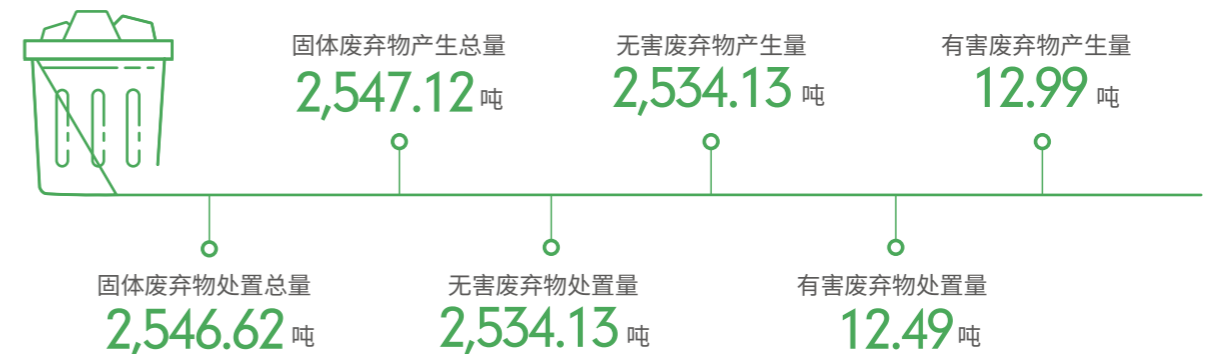 固体废弃物产生总量
2,547.12 吨
无害废弃物产生量
2,534.13 吨
有害废弃物产生量
12.99 吨
固体废弃物处置总量
2,546.62 吨
无害废弃物处置量
2,534.13 吨
有害废弃物处置量
12.49 吨